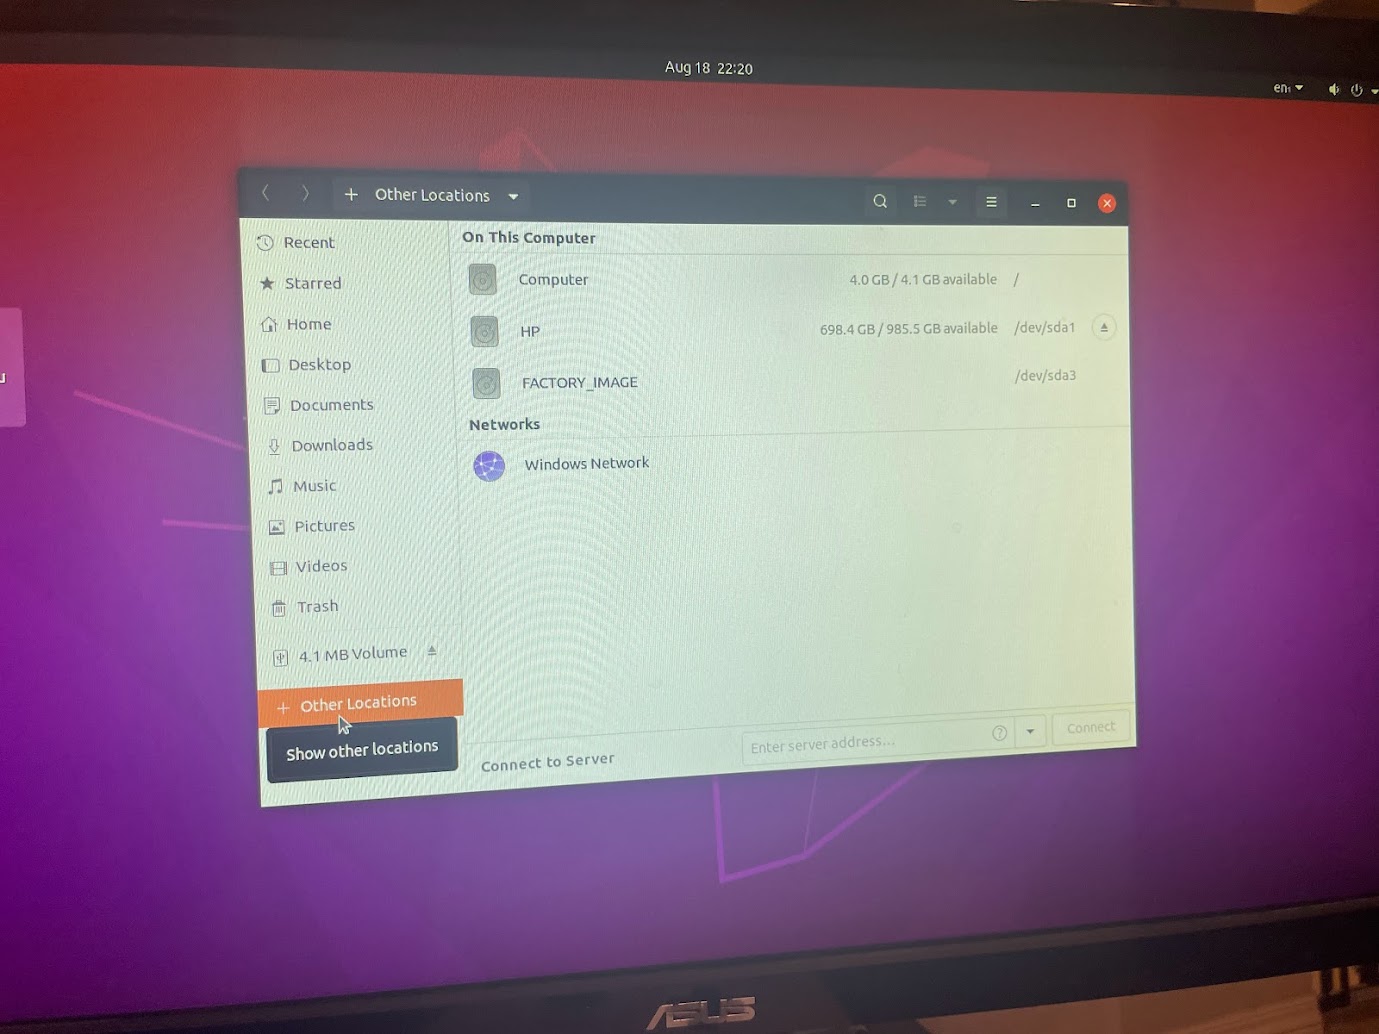 Aug 18 22:20
en₁
Other Locations
Recent
Starred
Home
Desktop
Documents
Downloads
Music
Pictures
Videos
Trash
4.1 MB Volume
Other Locations
Show other locations
On This Computer
Computer 4.0 GB / 4.1 GB available /
HP 698.4 GB / 985.5 GB available /dev/sda1
FACTORY_IMAGE /dev/sda3
Networks
Windows Network
Connect to Server Enter server address... Connect
ASUS